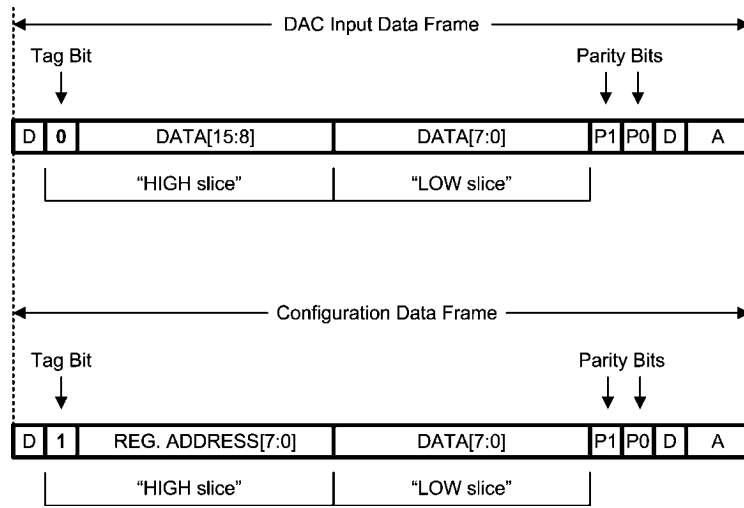 DAC Input Data Frame
Tag Bit Parity Bits
D 0 DATA[15:8] DATA[7:0] P1 P0 D A
“HIGH slice” “LOW slice”
Configuration Data Frame
Tag Bit Parity Bits
D 1 REG. ADDRESS[7:0] DATA[7:0] P1 P0 D A
“HIGH slice” “LOW slice”